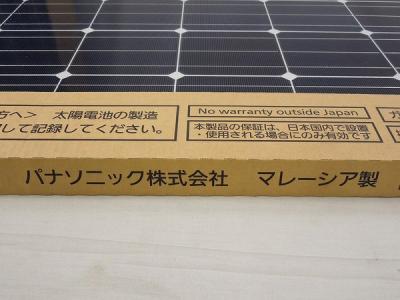 方へ> 太陽電池の製造
して記録してください。
No warranty outside Japan
本製品の保証は、日本国内で設置
・使用される場合にのみ有効です
パナソニック株式会社 マレーシア製